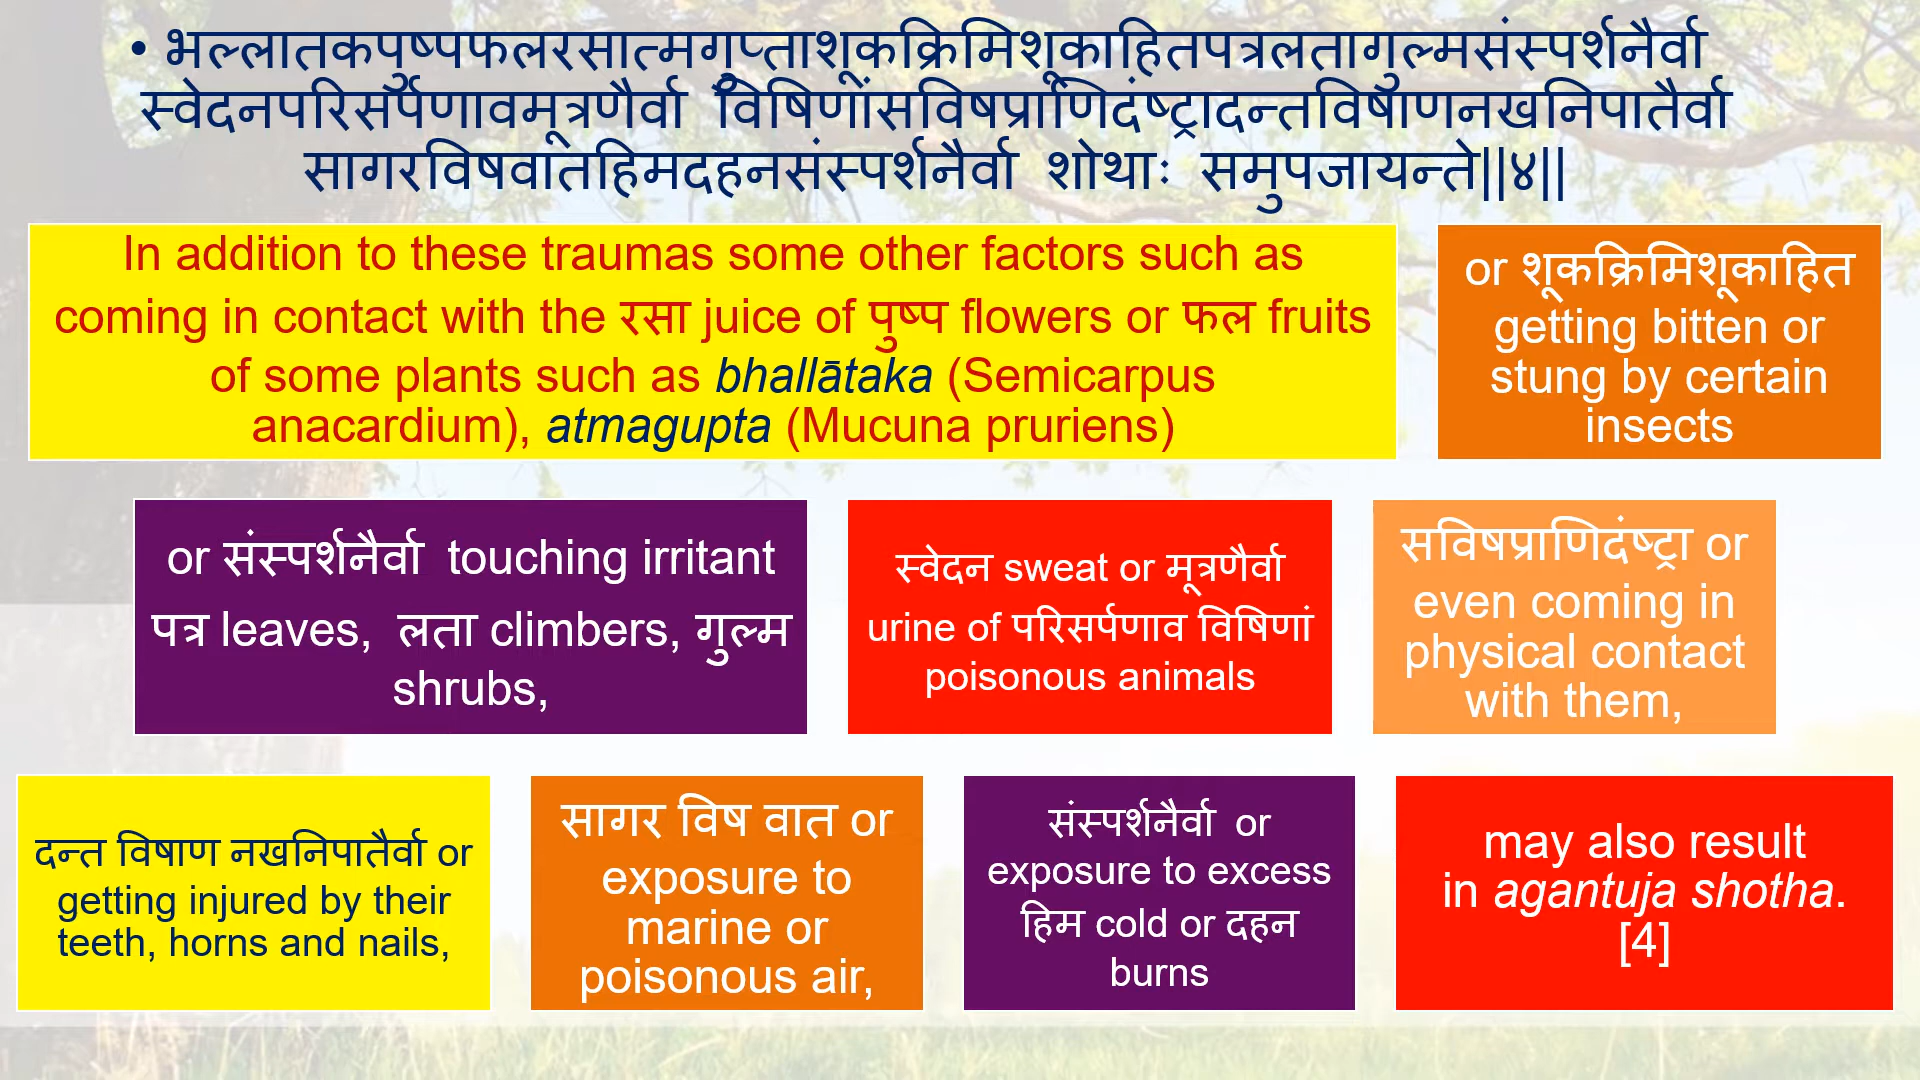 • भल्लातकपुष्पफलरसात्मगुप्ताशूकक्रिमिशूकाहितपत्रलतागुल्मसंस्पर्शनैर्वा
स्वेदनपरिसर्पणावमूत्रणैर्वा विषिणांसविषप्राणिदंष्ट्रादन्तविषाणनखनिपातैर्वा
सागरविषवातहिमदहनसंस्पर्शनैर्वा शोथाः समुपजायन्ते||४||
In addition to these traumas some other factors such as
coming in contact with the रसा juice of पुष्प flowers or फल fruits
of some plants such as bhallātaka (Semicarpus
anacardium), atmagupta (Mucuna pruriens)
or शूकक्रिमिशूकाहित
getting bitten or
stung by certain
insects
or संस्पर्शनैर्वा touching irritant
पत्र leaves, लता climbers, गुल्म
shrubs,
स्वेदन sweat or मूत्रणैर्वा
urine of परिसर्पणाव विषिणां
poisonous animals
सविषप्राणिदंष्ट्रा or
even coming in
physical contact
with them,
दन्त विषाण नखनिपातैर्वा or
getting injured by their
teeth, horns and nails,
सागर विष वात or
exposure to
marine or
poisonous air,
संस्पर्शनैर्वा or
exposure to excess
हिम cold or दहन
burns
may also result
in agantuja shotha.
[4]